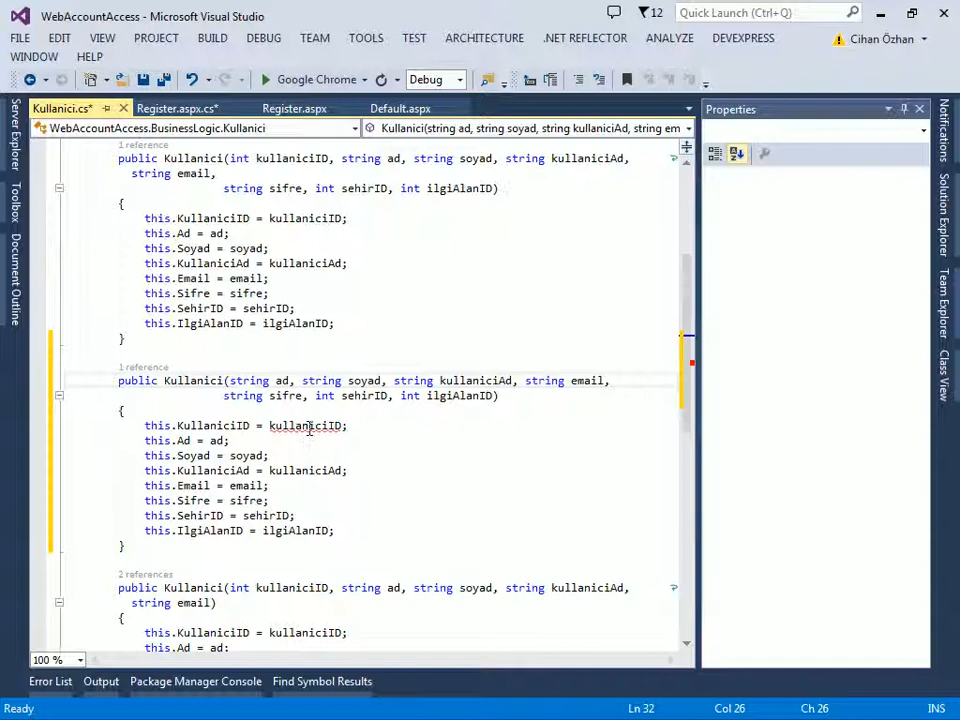 WebAccountAccess - Microsoft Visual Studio
12
Quick Launch (Ctrl+Q)
FILE EDIT VIEW PROJECT BUILD DEBUG TEAM TOOLS TEST ARCHITECTURE .NET REFLECTOR ANALYZE DEVEXPRESS
Cihan Özhan
WINDOW HELP
Google Chrome
Debug
Kullanici.cs*
Register.aspx.cs*
Register.aspx
Default.aspx
WebAccountAccess.BusinessLogic.Kullanici
Kullanici(string ad, string soyad, string kullaniciAd, string em
1 reference
public Kullanici(int kullaniciID, string ad, string soyad, string kullaniciAd,
string email,
string sifre, int sehirID, int ilgiAlanID)
{
this.KullaniciID = kullaniciID;
this.Ad = ad;
this.Soyad = soyad;
this.KullaniciAd = kullaniciAd;
this.Email = email;
this.Sifre = sifre;
this.SehirID = sehirID;
this.IlgiAlanID = ilgiAlanID;
}
1 reference
public Kullanici(string ad, string soyad, string kullaniciAd, string email,
string sifre, int sehirID, int ilgiAlanID)
{
this.KullaniciID = kullaniciID;
this.Ad = ad;
this.Soyad = soyad;
this.KullaniciAd = kullaniciAd;
this.Email = email;
this.Sifre = sifre;
this.SehirID = sehirID;
this.IlgiAlanID = ilgiAlanID;
}
2 references
public Kullanici(int kullaniciID, string ad, string soyad, string kullaniciAd,
string email)
{
this.KullaniciID = kullaniciID;
this.Ad = ad;
100 %
Server Explorer
Toolbox
Document Outline
Properties
Notifications
Solution Explorer
Team Explorer
Class View
Error List Output Package Manager Console Find Symbol Results
Ready
Ln 32
Col 26
Ch 26
INS